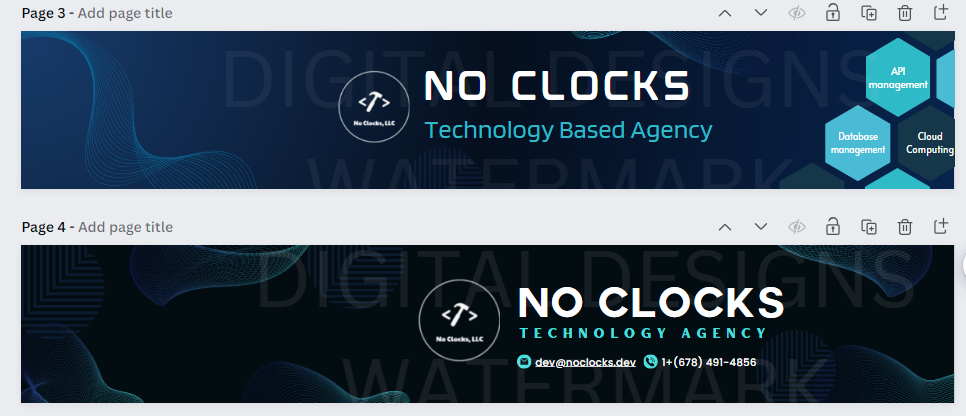 Page 3 - Add page title
DIGITAL DESIGNS
NO CLOCKS
Technology Based Agency
No Clocks, LLC
API
management
Database
management
Cloud
Computing
WATERMARK
Page 4 - Add page title
DIGITAL DESIGNS
NO CLOCKS
TECHNOLOGY AGENCY
No Clocks, LLC
dev@noclocks.dev 1+(678) 491-4856
WATERMARK